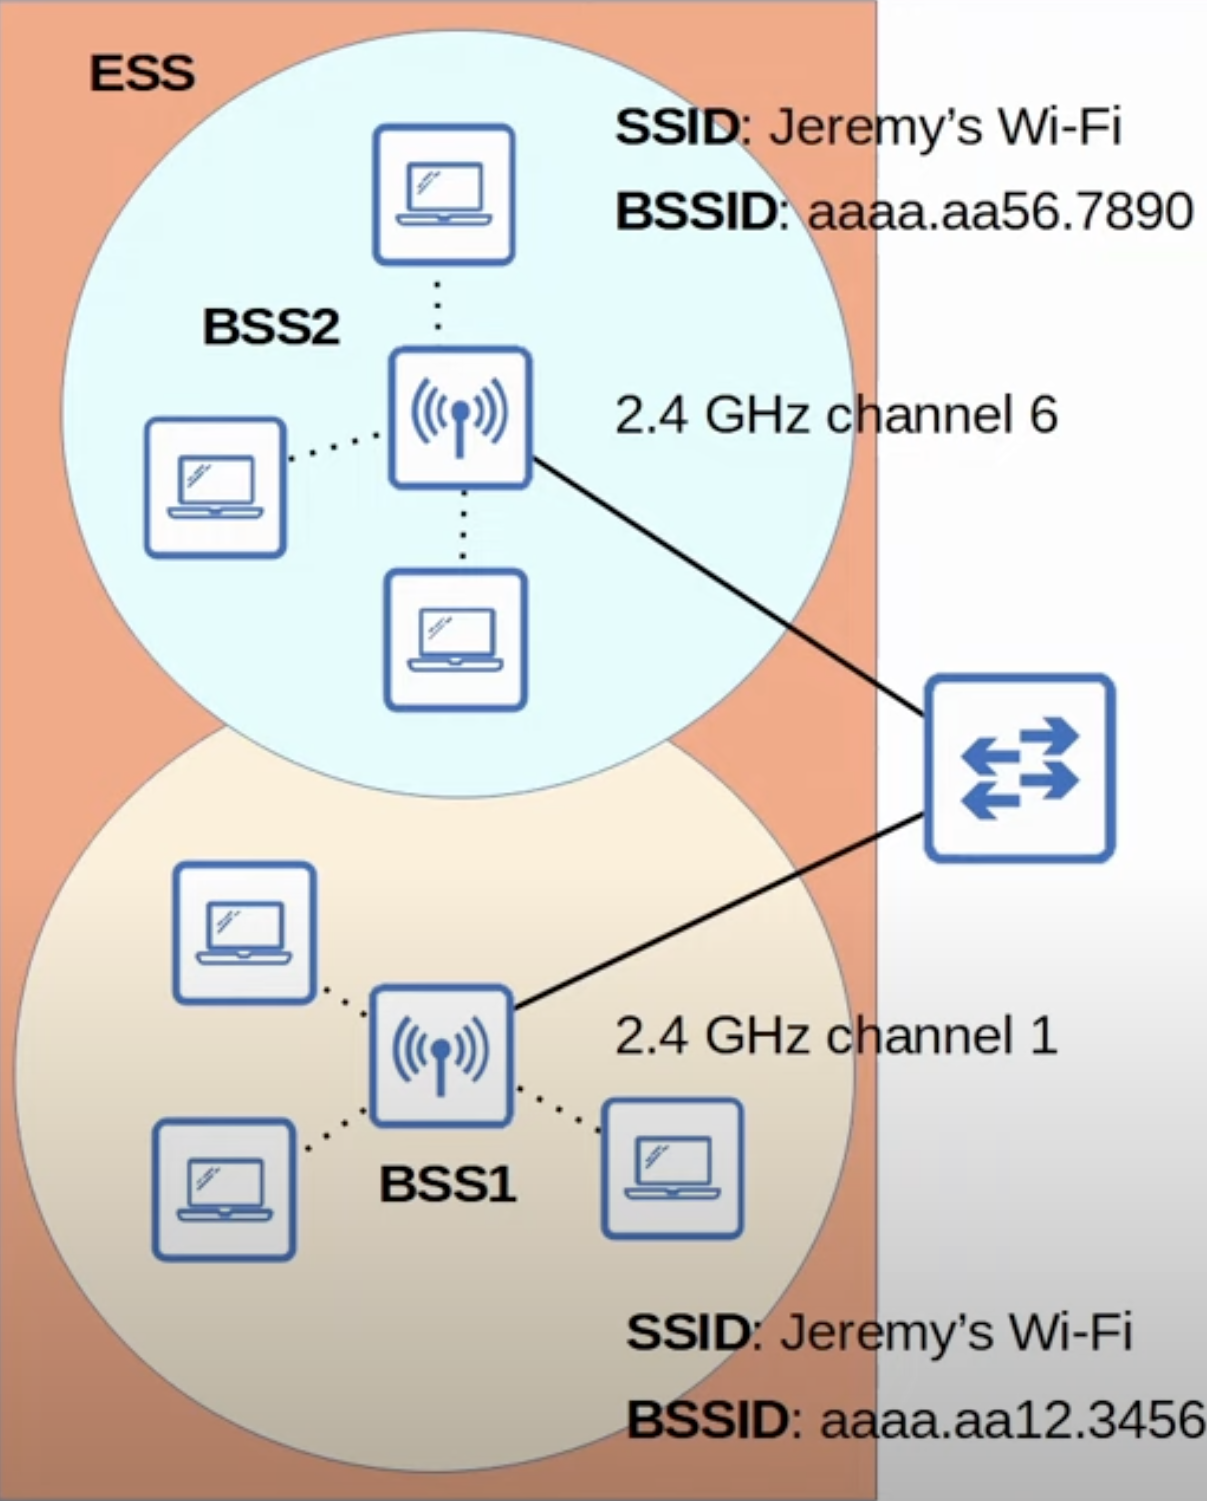 ESS
SSID: Jeremy’s Wi-Fi
BSSID: aaaa.aa56.7890
BSS2
2.4 GHz channel 6
2.4 GHz channel 1
BSS1
SSID: Jeremy’s Wi-Fi
BSSID: aaaa.aa12.3456